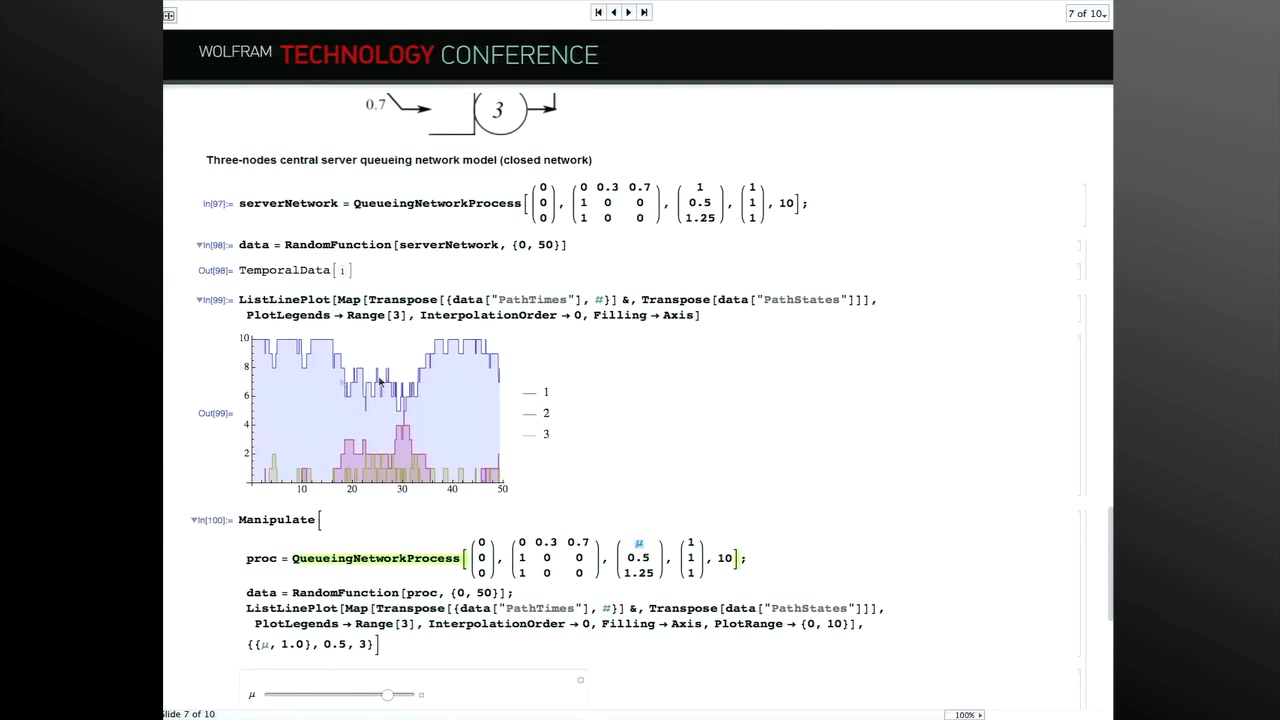 7 of 10
WOLFRAM TECHNOLOGY CONFERENCE
0.7
3
Three-nodes central server queueing network model (closed network)
0 0 0.3 0.7 1 1
In[97]:= serverNetwork = QueueingNetworkProcess[ 0 , 1 0 0 , 0.5 , 1 , 10];
0 1 0 0 1.25 1
In[98]:= data = RandomFunction[serverNetwork, {0, 50}]
Out[98]= TemporalData[1]
In[99]:= ListLinePlot[Map[Transpose[{data["PathTimes"], #}] &, Transpose[data["PathStates"]]],
PlotLegends → Range[3], InterpolationOrder → 0, Filling → Axis]
10
8
6
4
2
Out[99]=
10 20 30 40 50
1
2
3
In[100]:= Manipulate[
0 0 0.3 0.7 μ 1
proc = QueueingNetworkProcess[ 0 , 1 0 0 , 0.5 , 1 , 10];
0 1 0 0 1.25 1
data = RandomFunction[proc, {0, 50}];
ListLinePlot[Map[Transpose[{data["PathTimes"], #}] &, Transpose[data["PathStates"]]],
PlotLegends → Range[3], InterpolationOrder → 0, Filling → Axis, PlotRange → {0, 10}],
{{μ, 1.0}, 0.5, 3}]
μ
Slide 7 of 10
100%